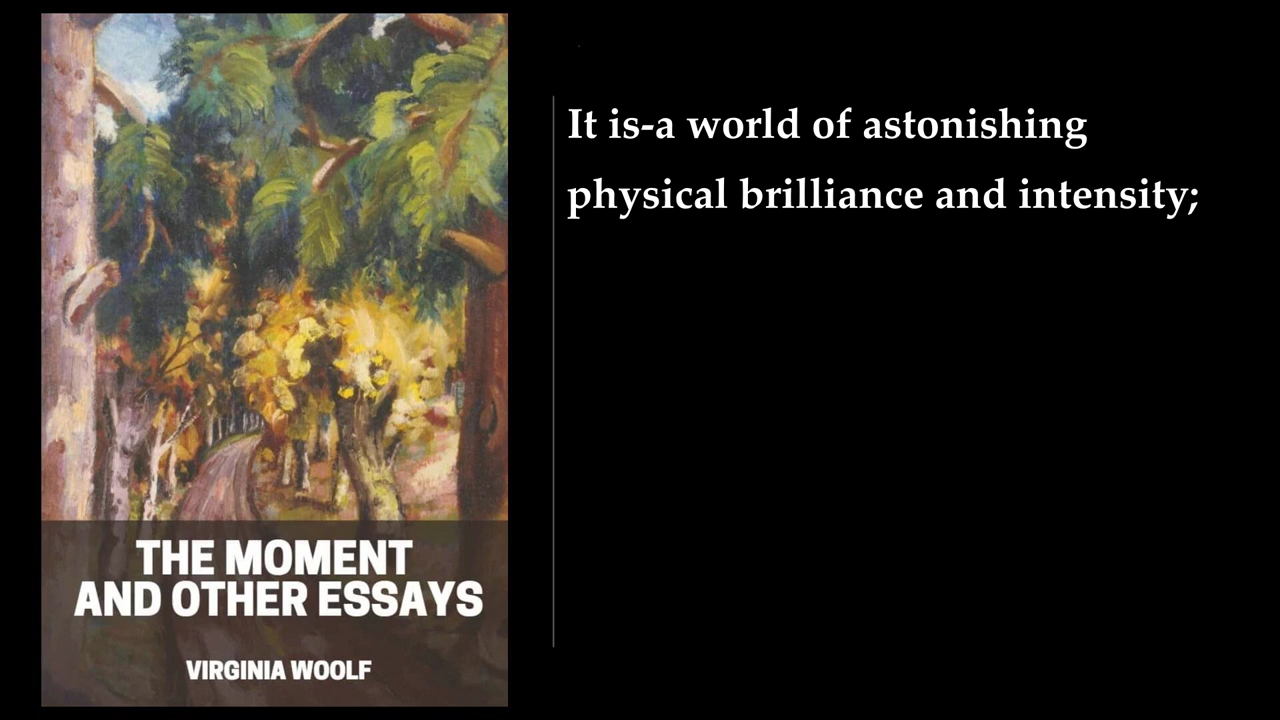 It is-a world of astonishing
physical brilliance and intensity;
THE MOMENT
AND OTHER ESSAYS
VIRGINIA WOOLF